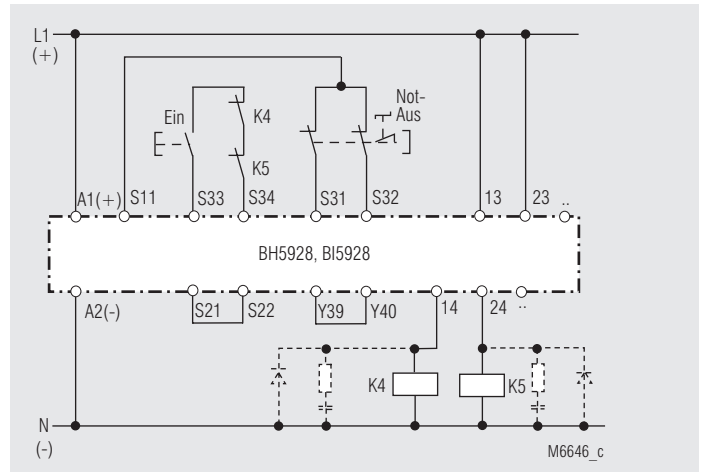 L1
(+)
Not-
Aus
Ein
K4
K5
A1(+) S11 S33 S34 S31 S32 13 23 ..
BH5928, BI5928
A2(-) S21 S22 Y39 Y40 14 24 ..
K4 K5
N
(-)
M6646_c